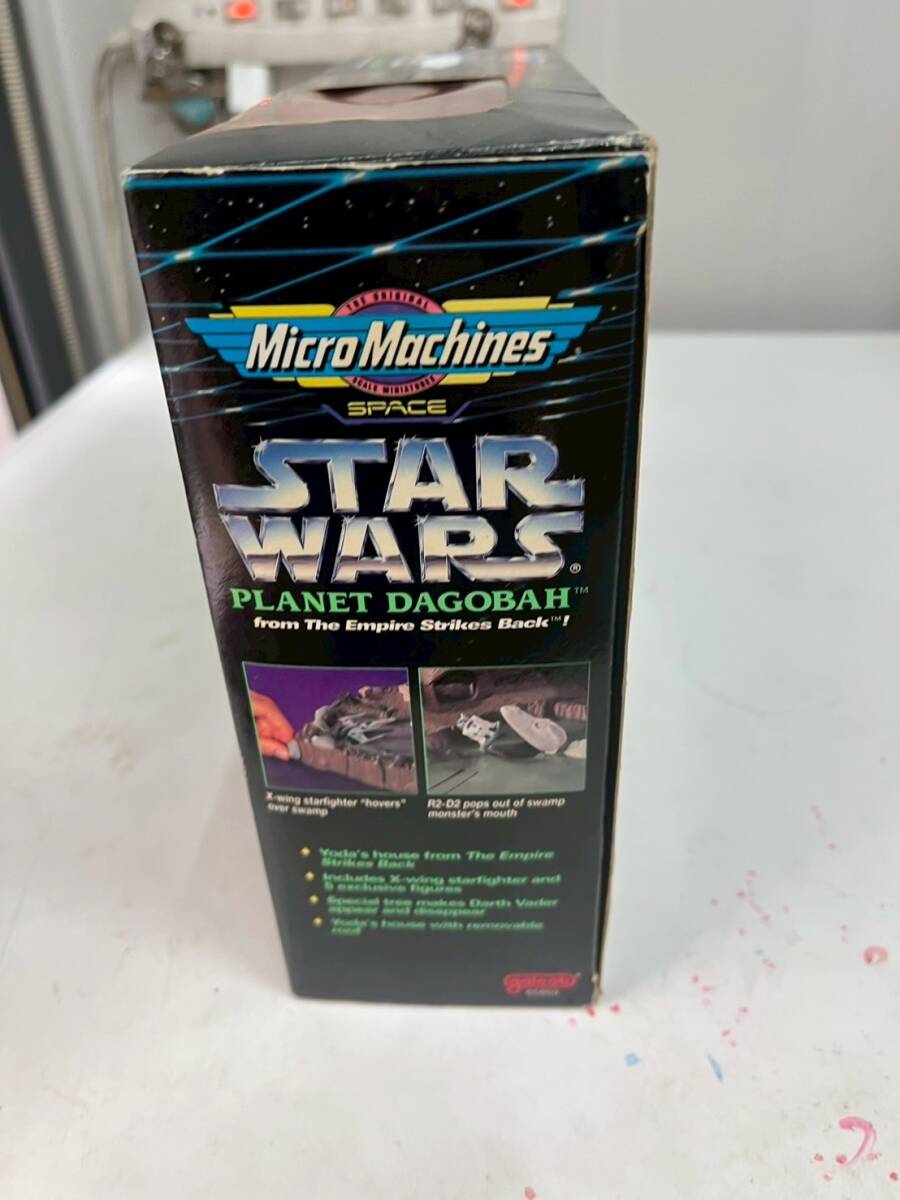 THE ORIGINAL
Micro Machines
SCALE MINIATURES
SPACE
STAR
WARS®
PLANET DAGOBAH™
from The Empire Strikes Back™!
X-wing starfighter "hovers"
over swamp
R2-D2 pops out of swamp
monster's mouth
Yoda's house from The Empire
Strikes Back
Includes X-wing starfighter and
5 exclusive figures
Special tree makes Darth Vader
appear and disappear
Yoda's house with removable
roof
galoob®